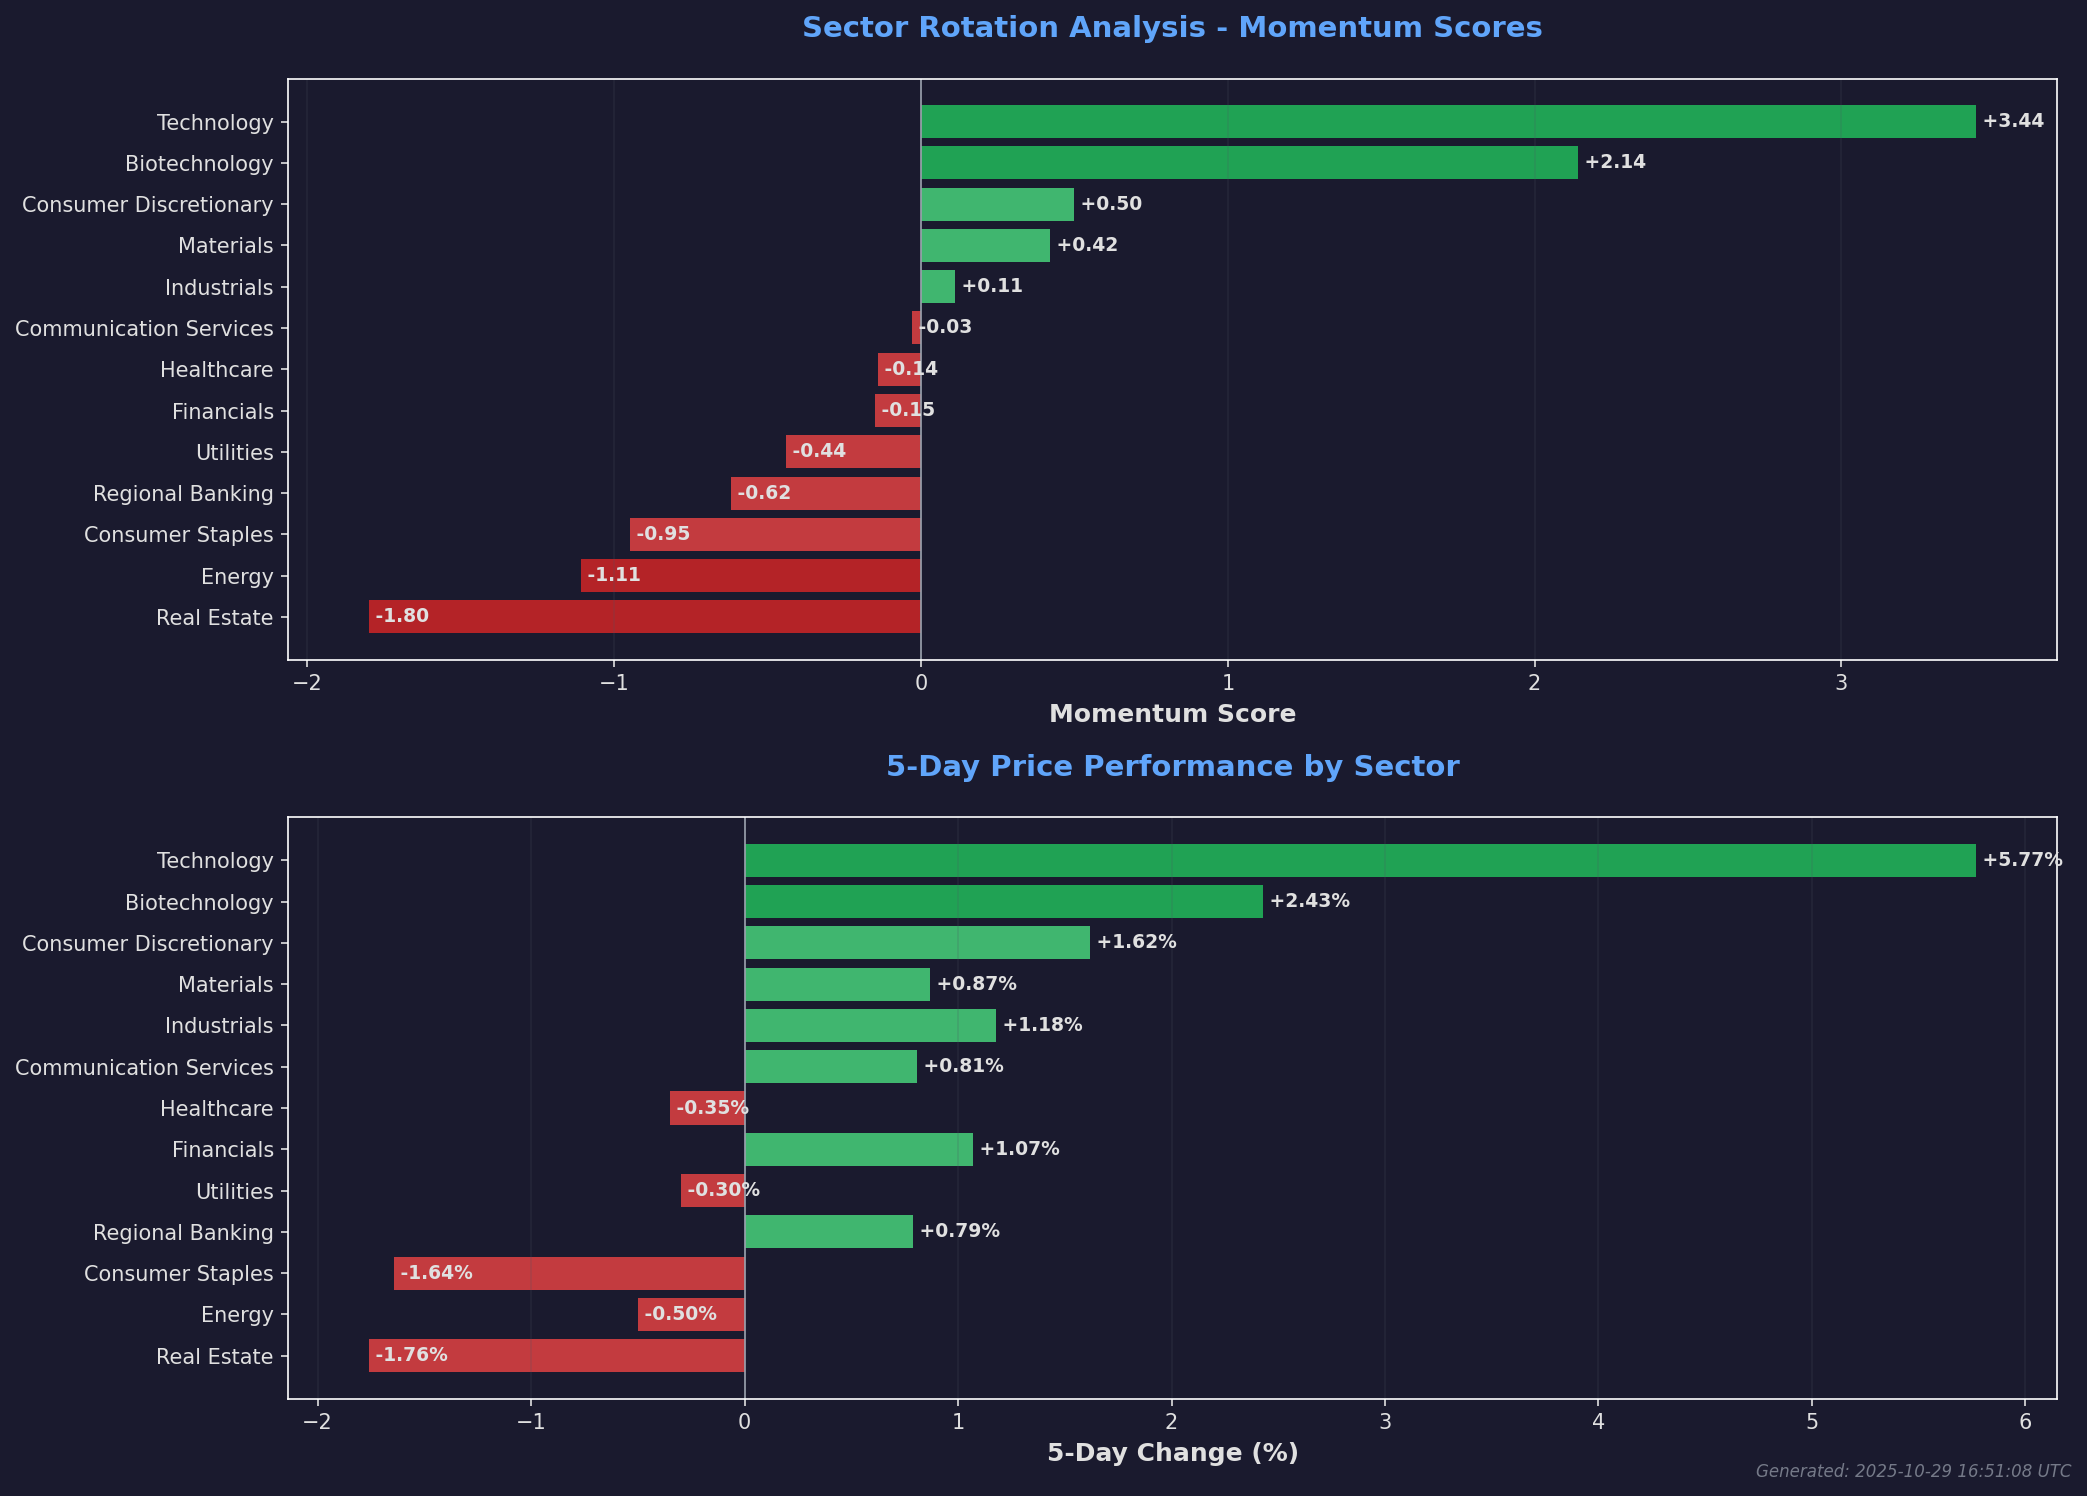 Sector Rotation Analysis - Momentum Scores
Technology +3.44
Biotechnology +2.14
Consumer Discretionary +0.50
Materials +0.42
Industrials +0.11
Communication Services -0.03
Healthcare -0.14
Financials -0.15
Utilities -0.44
Regional Banking -0.62
Consumer Staples -0.95
Energy -1.11
Real Estate -1.80
−2 −1 0 1 2 3
Momentum Score
5-Day Price Performance by Sector
Technology +5.77%
Biotechnology +2.43%
Consumer Discretionary +1.62%
Materials +0.87%
Industrials +1.18%
Communication Services +0.81%
Healthcare -0.35%
Financials +1.07%
Utilities -0.30%
Regional Banking +0.79%
Consumer Staples -1.64%
Energy -0.50%
Real Estate -1.76%
−2 −1 0 1 2 3 4 5 6
5-Day Change (%)
Generated: 2025-10-29 16:51:08 UTC